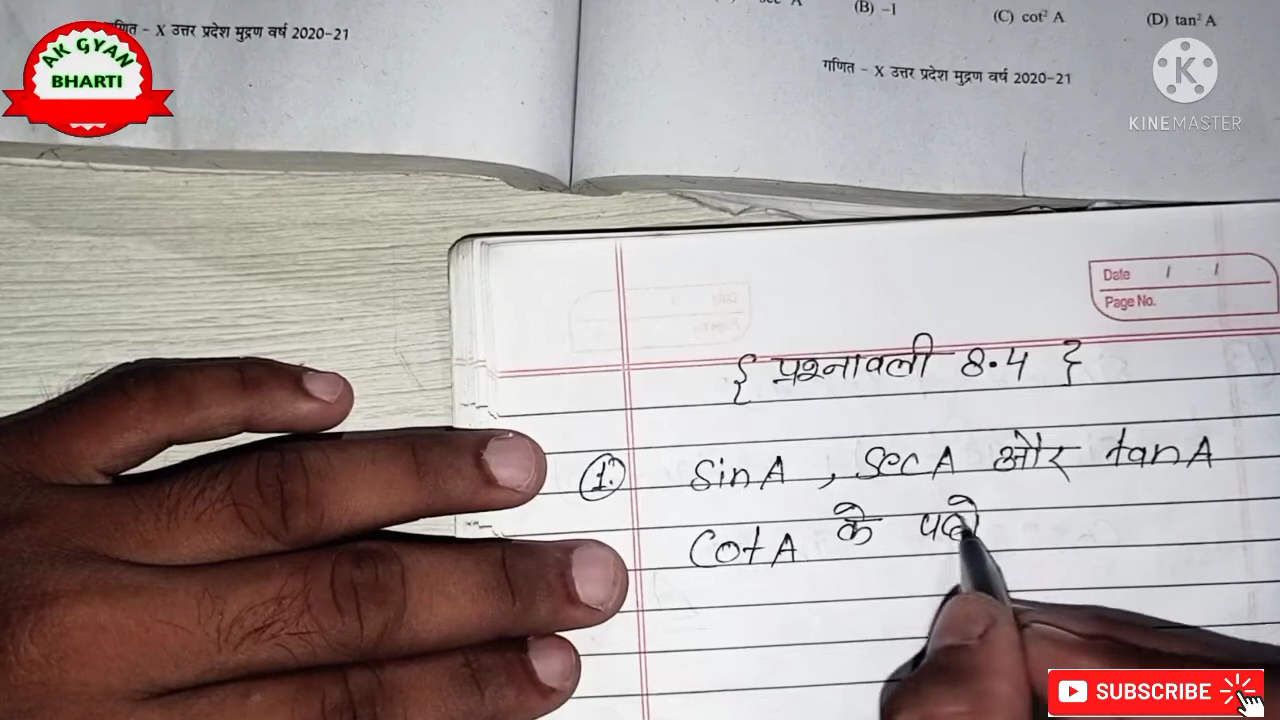 (B) −1
(C) cot² A
(D) tan² A
– X उत्तर प्रदेश मुद्रण वर्ष 2020–21
गणित – X उत्तर प्रदेश मुद्रण वर्ष 2020–21
AK GYAN
BHARTI
K
KINEMASTER
Date / /
Page No.
{ प्रश्नावली 8.4 }
1. Sin A , Sec A और tan A
Cot A के पदो
SUBSCRIBE